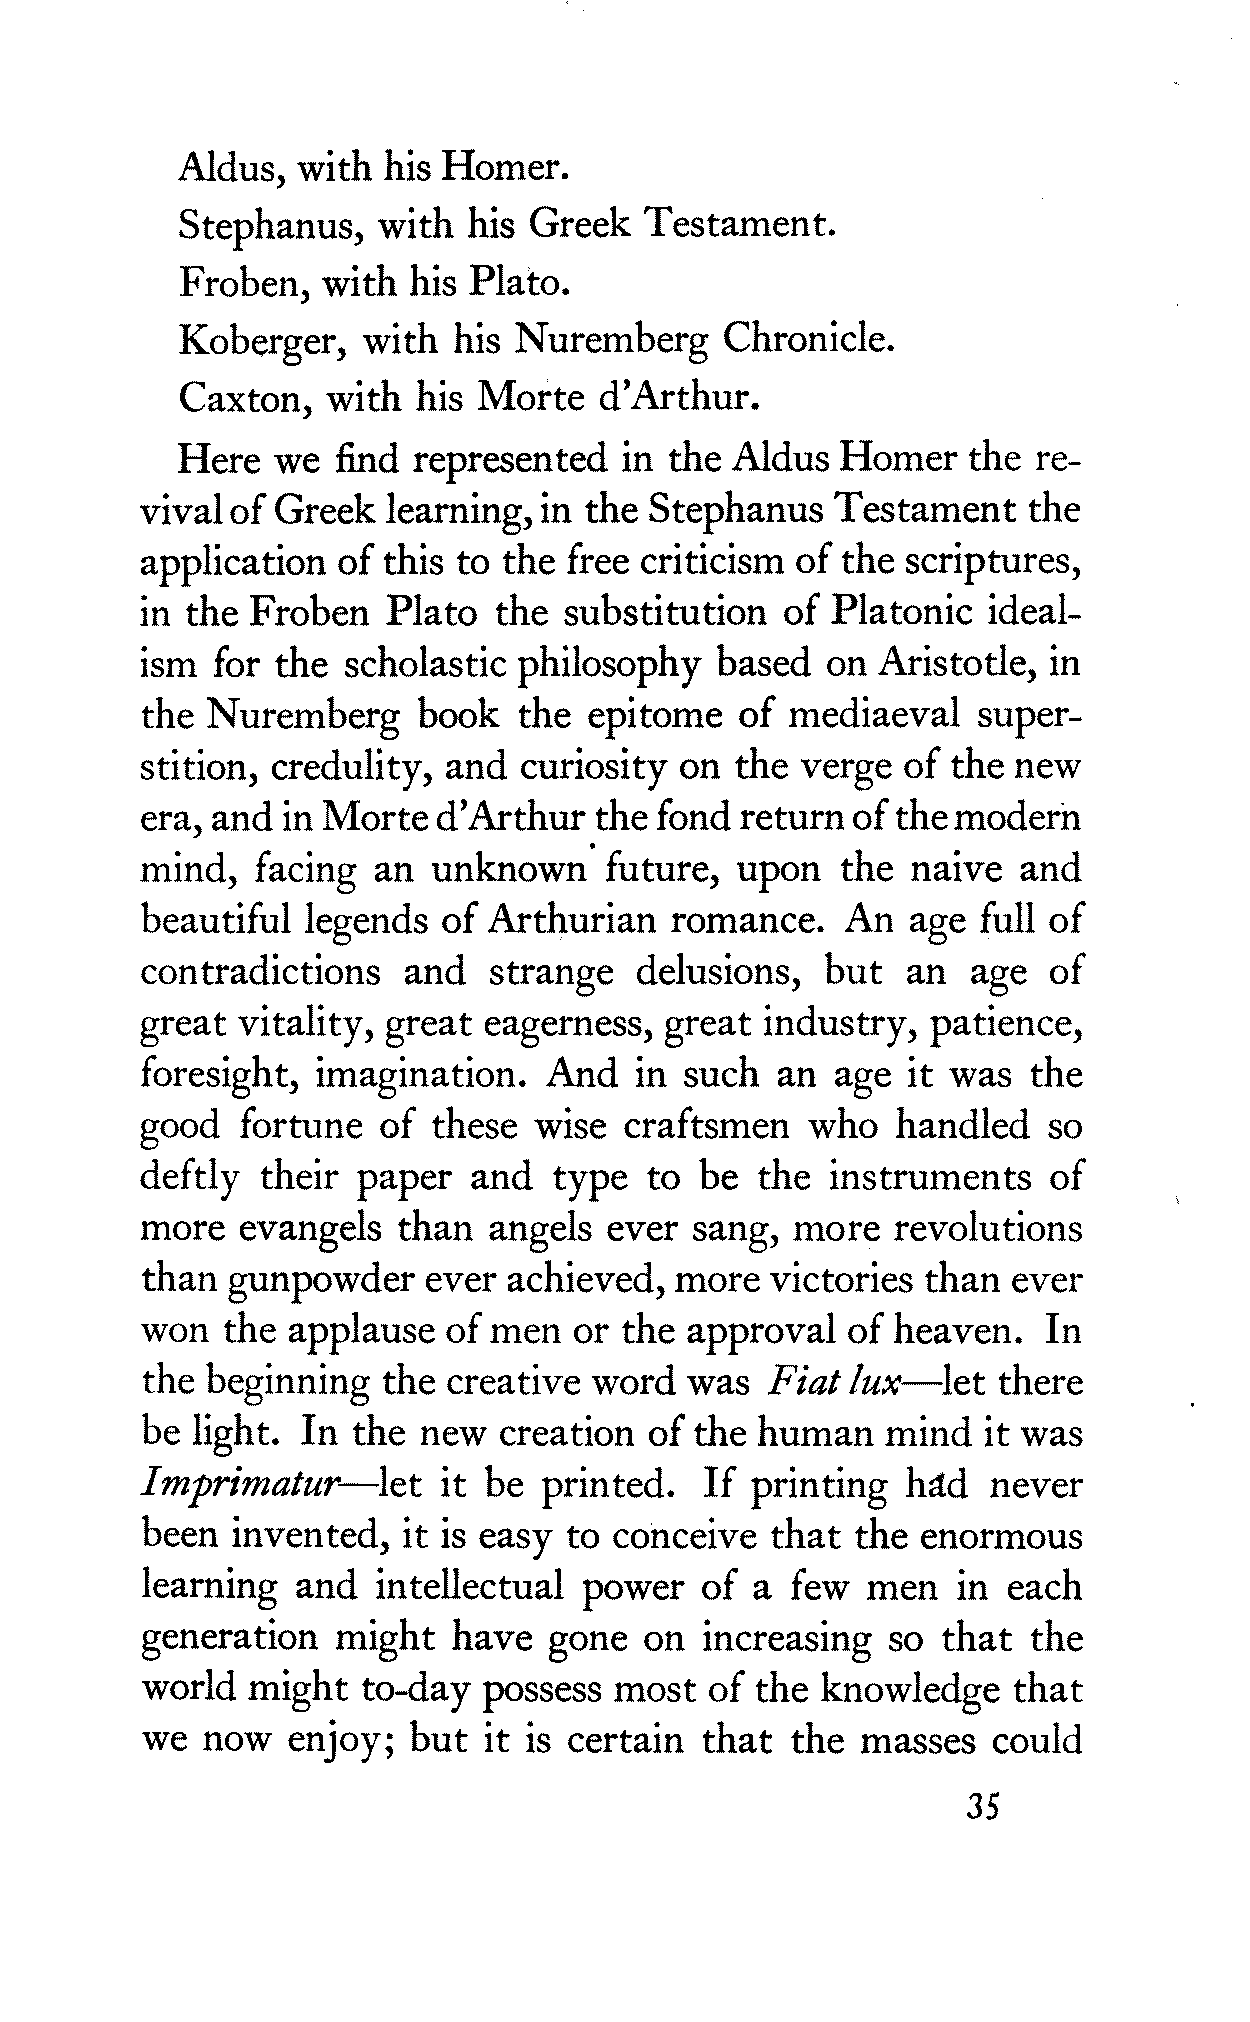 Aldus, with his Homer.
Stephanus, with his Greek Testament.
Froben, with his Plato.
Koberger, with his Nuremberg Chronicle.
Caxton, with his Morte d'Arthur.
Here we find represented in the Aldus Homer the re-
vival of Greek learning, in the Stephanus Testament the
application of this to the free criticism of the scriptures,
in the Froben Plato the substitution of Platonic ideal-
ism for the scholastic philosophy based on Aristotle, in
the Nuremberg book the epitome of mediaeval super-
stition, credulity, and curiosity on the verge of the new
era, and in Morte d'Arthur the fond return of the modern
mind, facing an unknown future, upon the naive and
beautiful legends of Arthurian romance. An age full of
contradictions and strange delusions, but an age of
great vitality, great eagerness, great industry, patience,
foresight, imagination. And in such an age it was the
good fortune of these wise craftsmen who handled so
deftly their paper and type to be the instruments of
more evangels than angels ever sang, more revolutions
than gunpowder ever achieved, more victories than ever
won the applause of men or the approval of heaven. In
the beginning the creative word was Fiat lux—let there
be light. In the new creation of the human mind it was
Imprimatur—let it be printed. If printing had never
been invented, it is easy to conceive that the enormous
learning and intellectual power of a few men in each
generation might have gone on increasing so that the
world might to-day possess most of the knowledge that
we now enjoy; but it is certain that the masses could
35